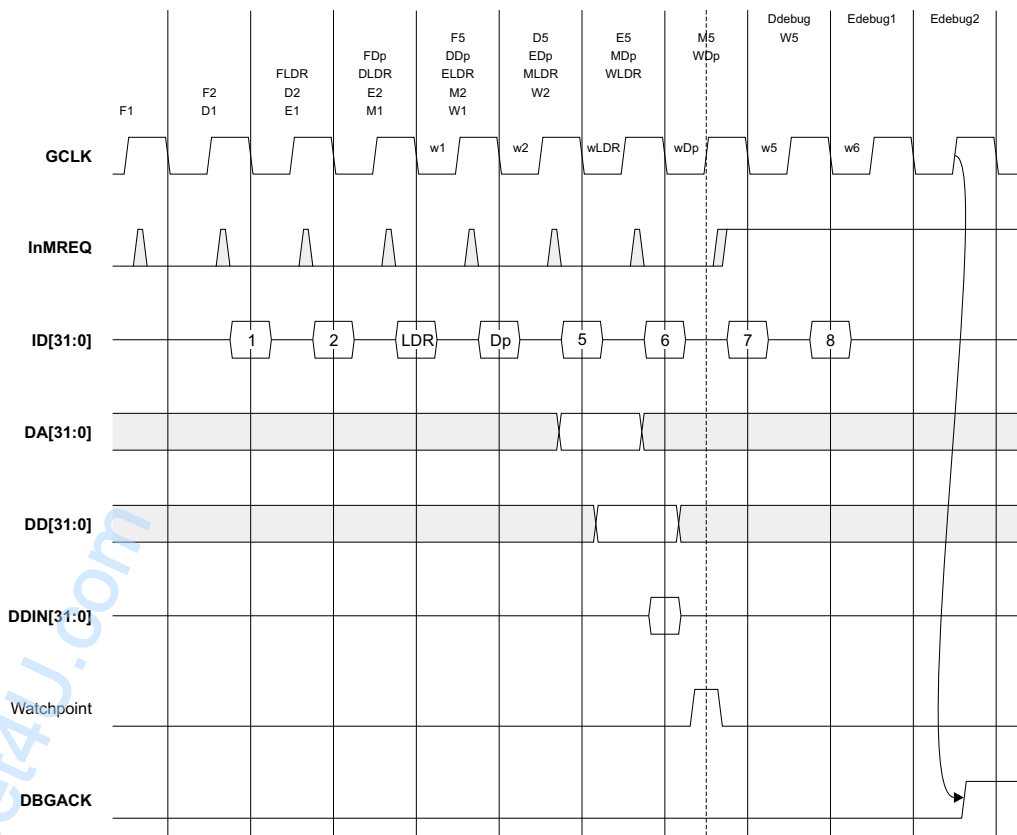 Ddebug Edebug1 Edebug2
F5 D5 E5 M5 W5
FDp DDp EDp MDp WDp
FLDR DLDR ELDR MLDR WLDR
F2 D2 E2 M2 W2
F1 D1 E1 M1 W1
GCLK w1 w2 wLDR wDp w5 w6
InMREQ
ID[31:0] 1 2 LDR Dp 5 6 7 8
DA[31:0]
DD[31:0]
DDIN[31:0]
Watchpoint
DBGACK
et4U.com